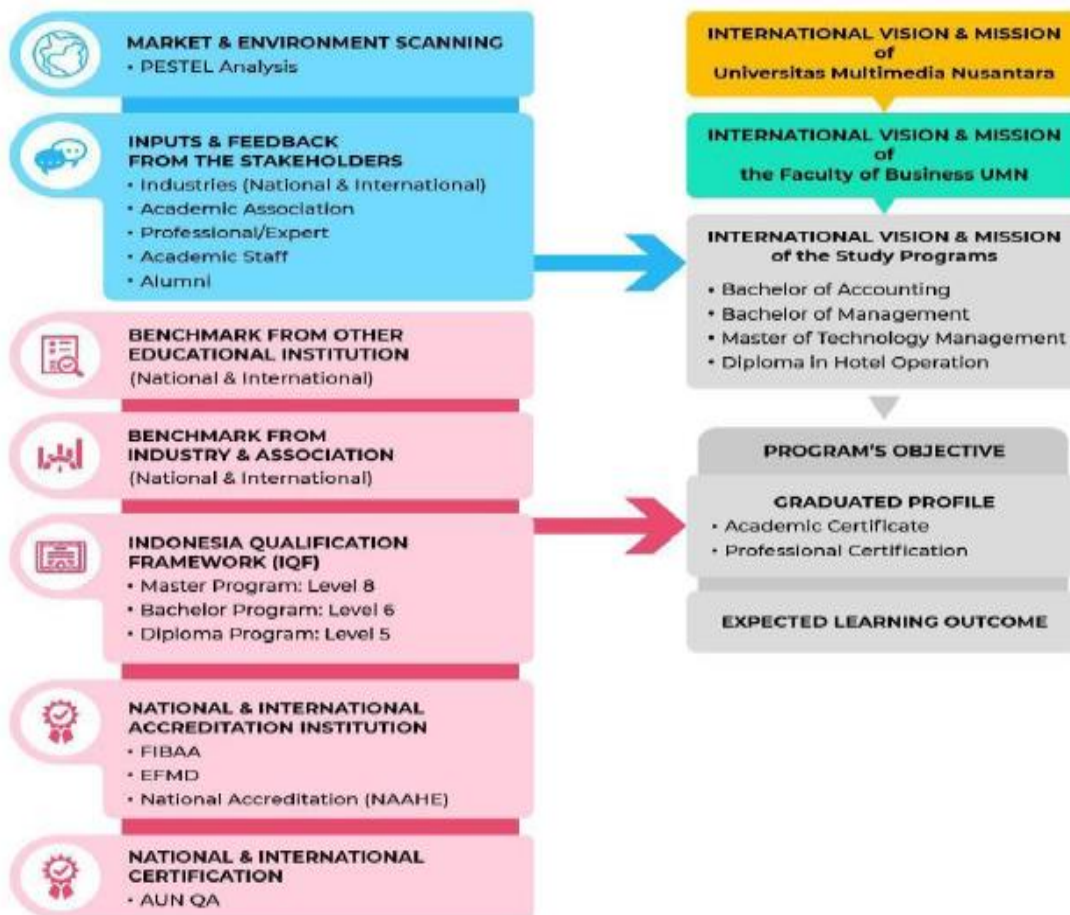 MARKET & ENVIRONMENT SCANNING
• PESTEL Analysis
INPUTS & FEEDBACK
FROM THE STAKEHOLDERS
• Industries (National & International)
• Academic Association
• Professional/Expert
• Academic Staff
• Alumni
BENCHMARK FROM OTHER
EDUCATIONAL INSTITUTION
(National & International)
BENCHMARK FROM
INDUSTRY & ASSOCIATION
(National & International)
INDONESIA QUALIFICATION
FRAMEWORK (IQF)
• Master Program: Level 8
• Bachelor Program: Level 6
• Diploma Program: Level 5
NATIONAL & INTERNATIONAL
ACCREDITATION INSTITUTION
• FIBAA
• EFMD
• National Accreditation (NAAHE)
NATIONAL & INTERNATIONAL
CERTIFICATION
• AUN QA
INTERNATIONAL VISION & MISSION
of
Universitas Multimedia Nusantara
INTERNATIONAL VISION & MISSION
of
the Faculty of Business UMN
INTERNATIONAL VISION & MISSION
of the Study Programs
• Bachelor of Accounting
• Bachelor of Management
• Master of Technology Management
• Diploma in Hotel Operation
PROGRAM'S OBJECTIVE
GRADUATED PROFILE
• Academic Certificate
• Professional Certification
EXPECTED LEARNING OUTCOME